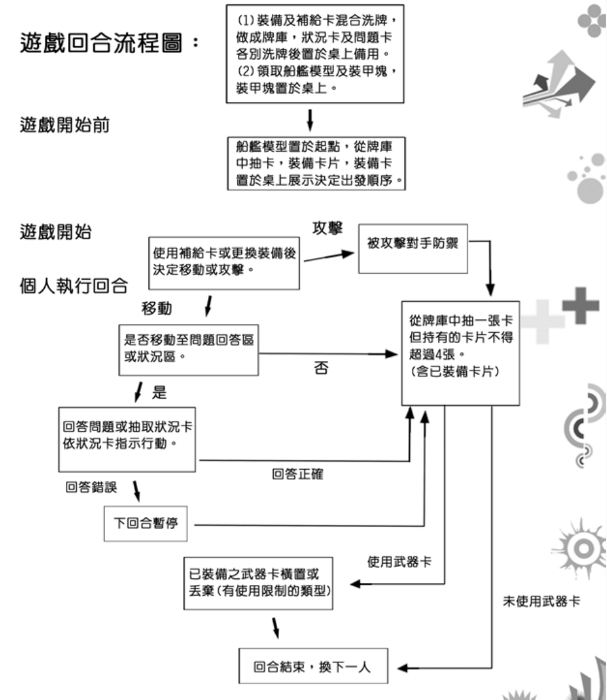 遊戲回合流程圖：
(1)裝備及補給卡混合洗牌，
做成牌庫，狀況卡及問題卡
各別洗牌後置於桌上備用。
(2)領取船艦模型及裝甲塊，
裝甲塊置於桌上。
遊戲開始前
船艦模型置於起點，從牌庫
中抽卡，裝備卡片，裝備卡
置於桌上展示決定出發順序。
遊戲開始
個人執行回合
使用補給卡或更換裝備後
決定移動或攻擊。
攻擊
被攻擊對手防禦
移動
是否移動至問題回答區
或狀況區。
否
從牌庫中抽一張卡
但持有的卡片不得
超過4張。
(含已裝備卡片)
是
回答問題或抽取狀況卡
依狀況卡指示行動。
回答正確
回答錯誤
下回合暫停
使用武器卡
已裝備之武器卡橫置或
丟棄(有使用限制的類型)
未使用武器卡
回合結束，換下一人